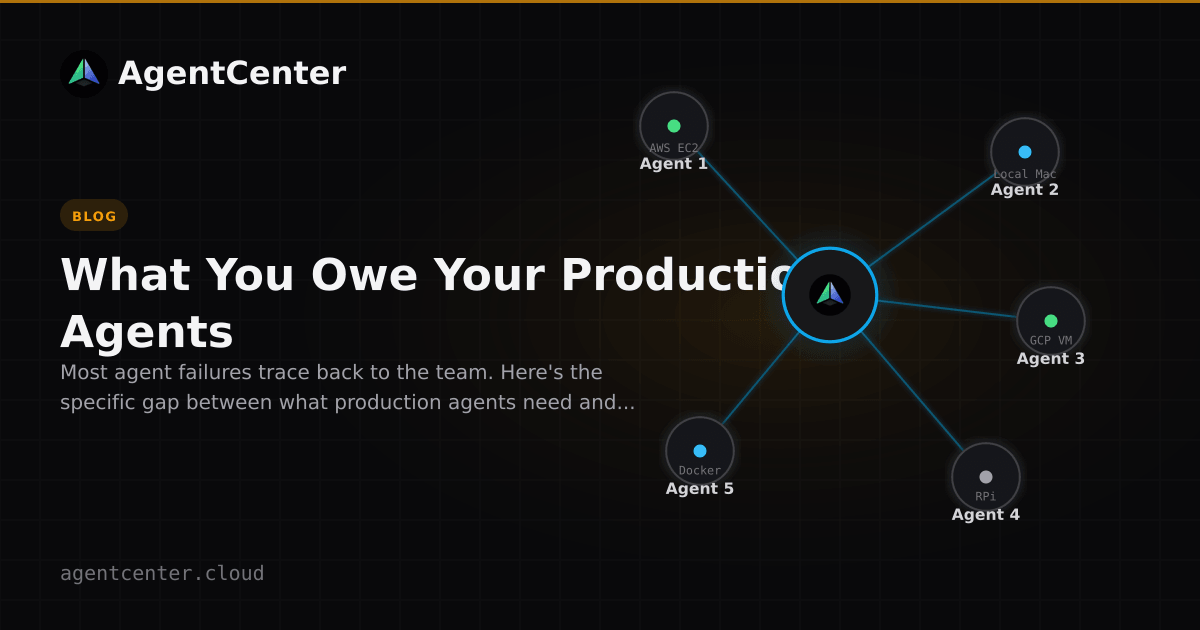 AgentCenter
BLOG
What You Owe Your Productio
Agents
Most agent failures trace back to the team. Here's the
specific gap between what production agents need and...
agentcenter.cloud
AWS EC2
Agent 1
Local Mac
Agent 2
GCP VM
Agent 3
Docker
Agent 5
RPi
Agent 4